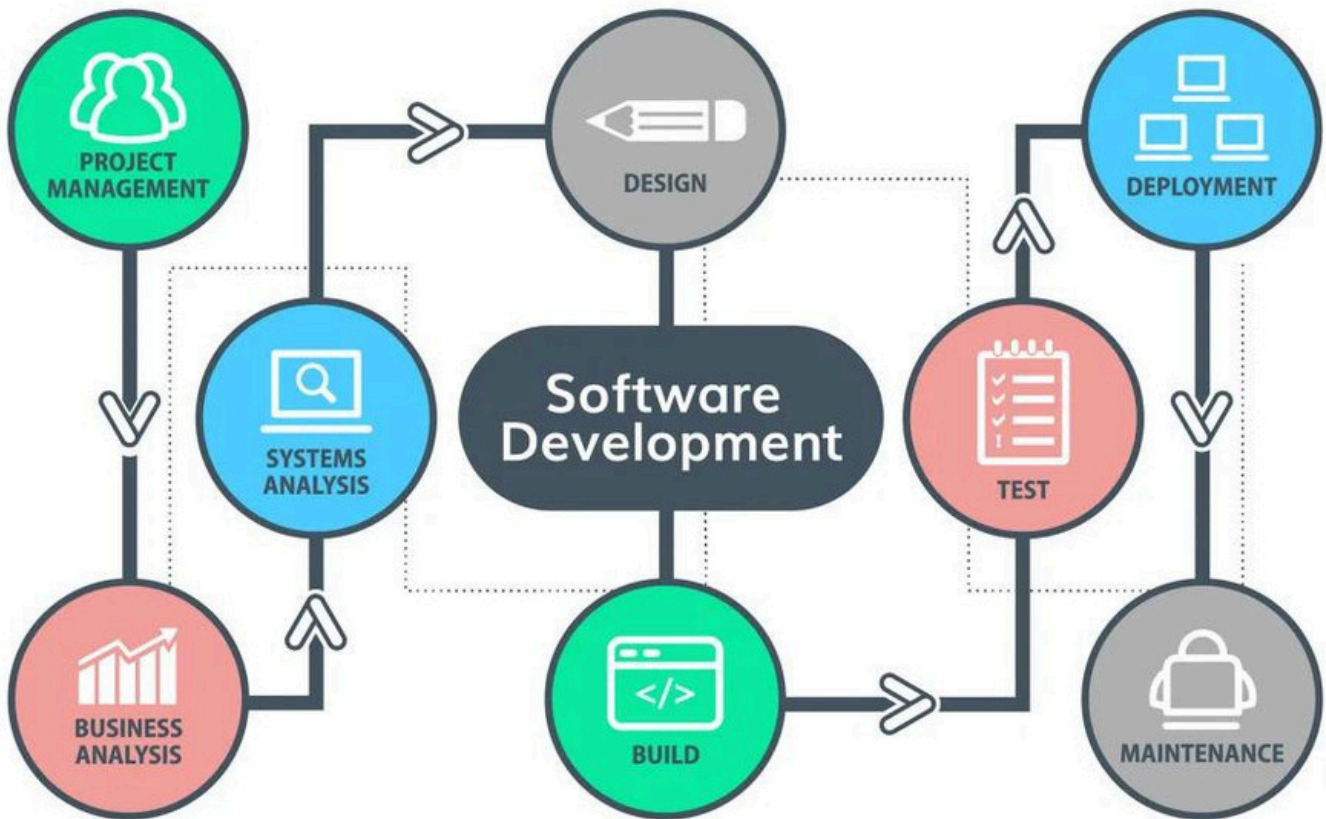 PROJECT
MANAGEMENT
BUSINESS
ANALYSIS
SYSTEMS
ANALYSIS
DESIGN
Software
Development
</>
BUILD
TEST
DEPLOYMENT
MAINTENANCE